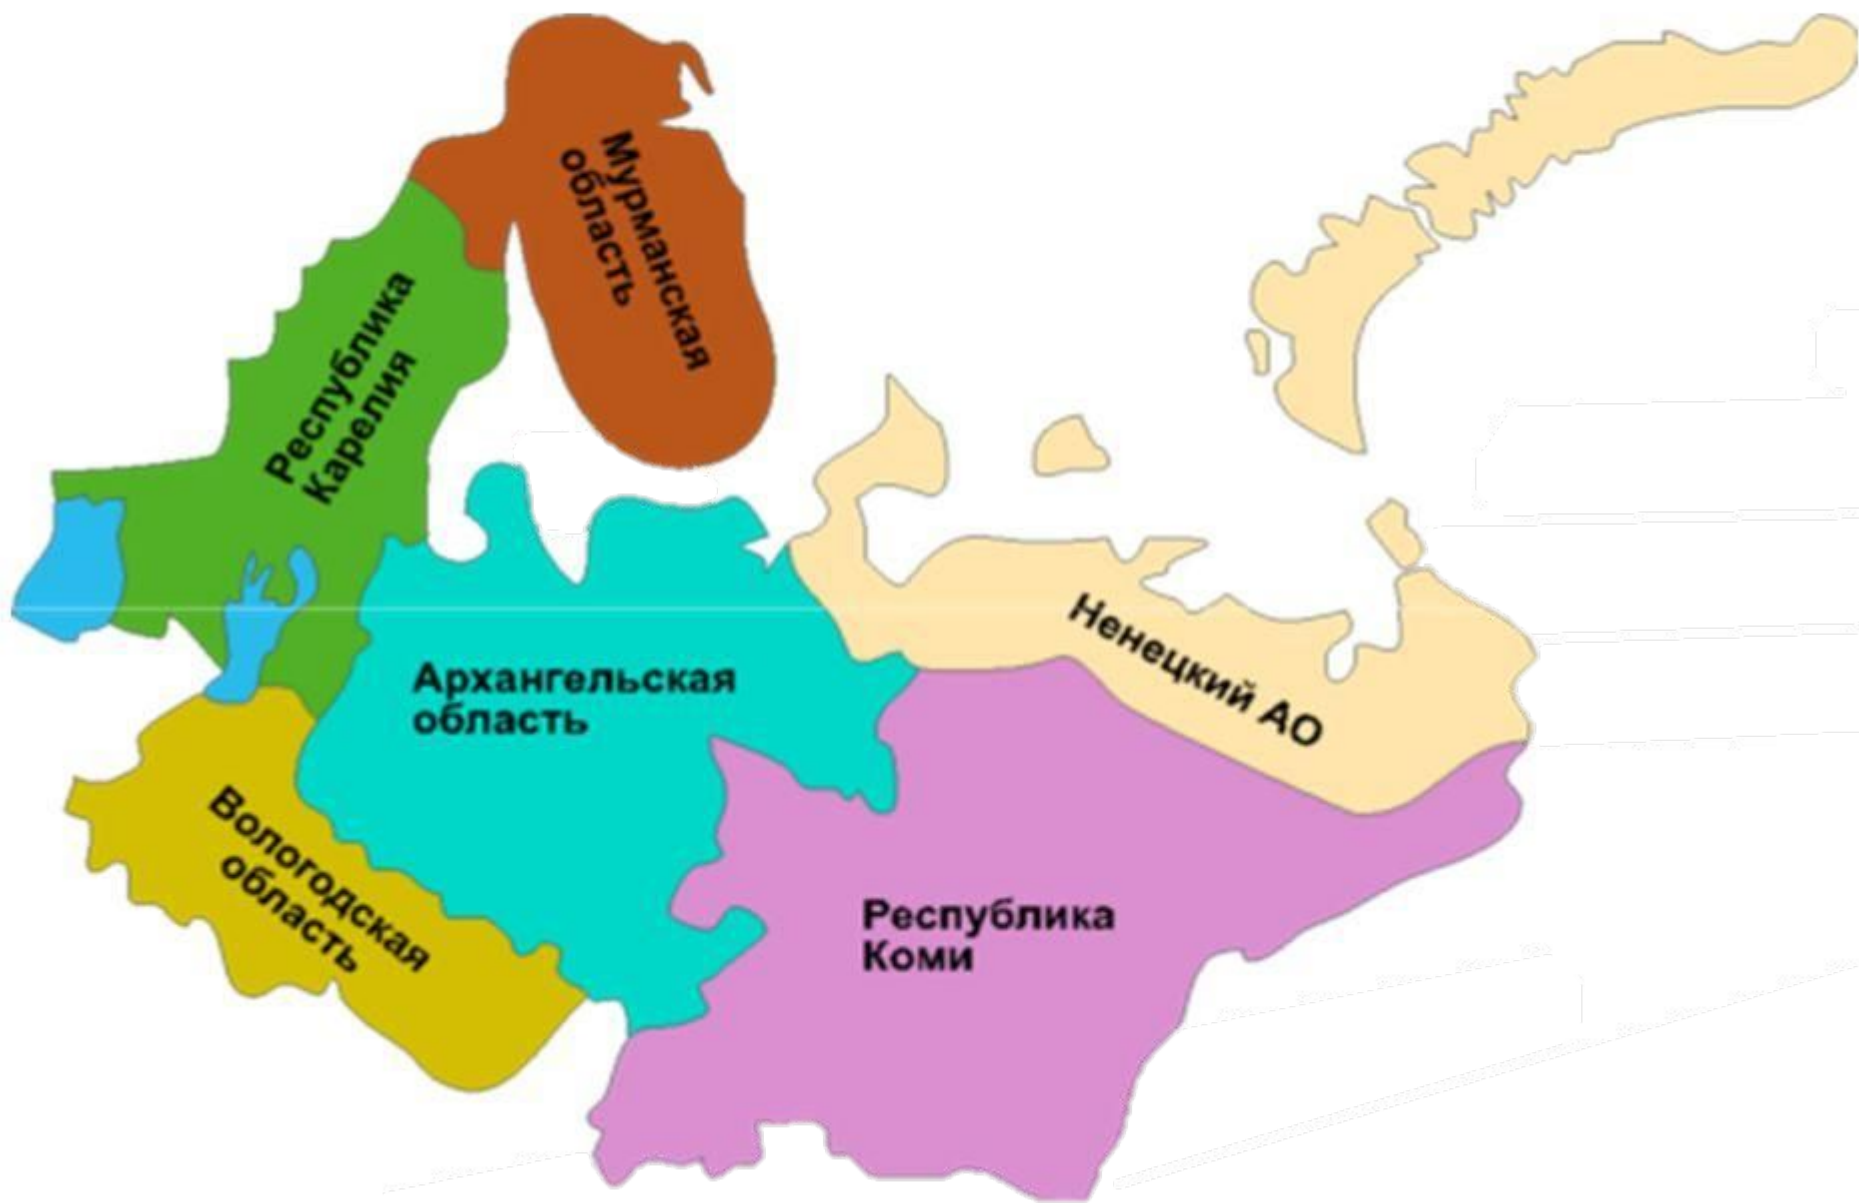 Мурманская
область
Республика
Карелия
Ненецкий АО
Архангельская
область
Вологодская
область
Республика
Коми